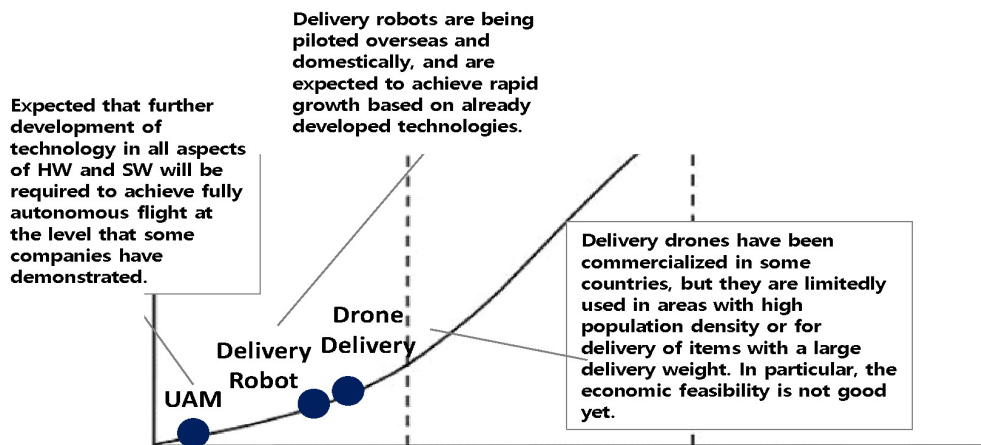 Delivery robots are being
piloted overseas and
domestically, and are
expected to achieve rapid
growth based on already
developed technologies.
Expected that further
development of
technology in all aspects
of HW and SW will be
required to achieve fully
autonomous flight at
the level that some
companies have
demonstrated.
Delivery drones have been
commercialized in some
countries, but they are limitedly
used in areas with high
population density or for
delivery of items with a large
delivery weight. In particular, the
economic feasibility is not good
yet.
Drone
Delivery
Delivery
Robot
UAM